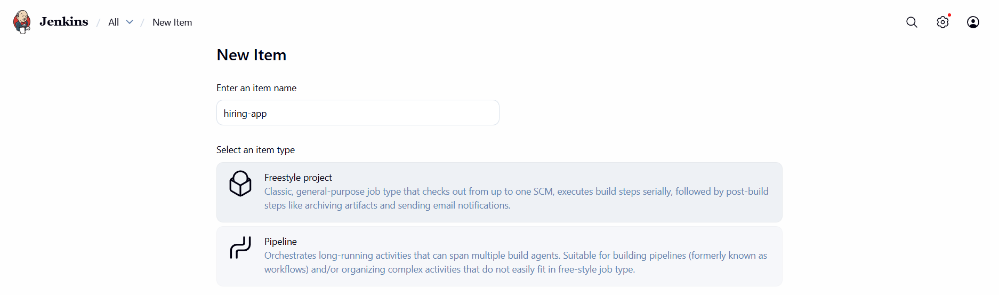 Jenkins / All / New Item
New Item
Enter an item name
hiring-app
Select an item type
Freestyle project
Classic, general-purpose job type that checks out from up to one SCM, executes build steps serially, followed by post-build
steps like archiving artifacts and sending email notifications.
Pipeline
Orchestrates long-running activities that can span multiple build agents. Suitable for building pipelines (formerly known as
workflows) and/or organizing complex activities that do not easily fit in free-style job type.